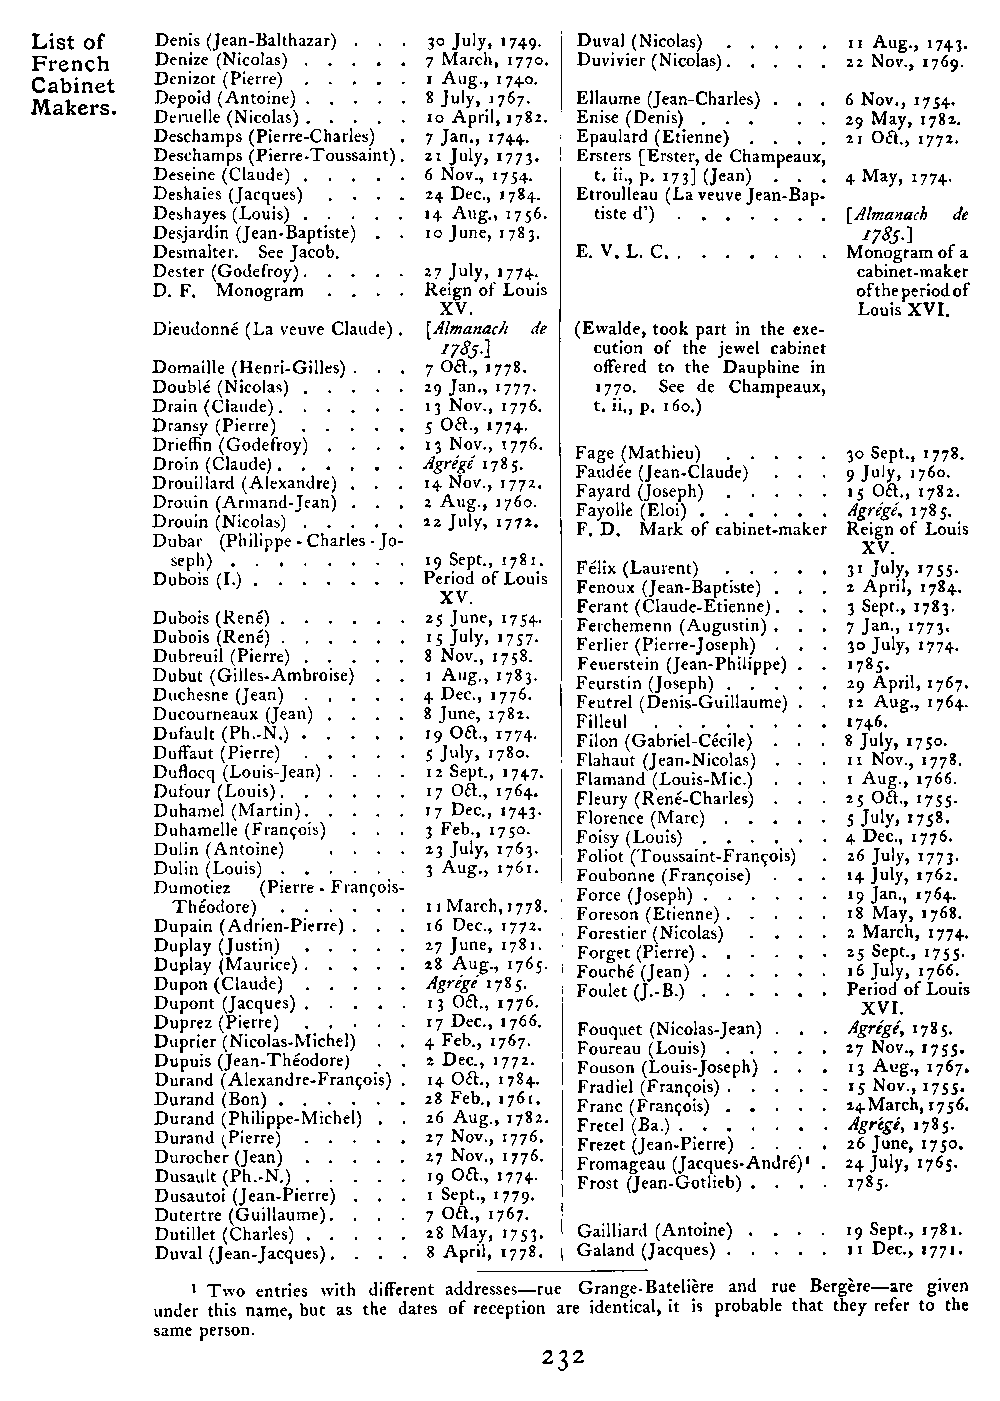 List of
French
Cabinet
Makers.
Denis (Jean-Balthazar) . . . 30 July, 1749.
Denize (Nicolas) . . . . . 7 March, 1770.
Denizot (Pierre) . . . . . 1 Aug., 1740.
Depoid (Antoine) . . . . . 8 July, 1767.
Deruelle (Nicolas) . . . . . 10 April, 1782.
Deschamps (Pierre-Charles) . 7 Jan., 1744.
Deschamps (Pierre-Toussaint) . 21 July, 1773.
Deseine (Claude) . . . . . 6 Nov., 1754.
Deshaies (Jacques) . . . . 24 Dec., 1784.
Deshayes (Louis) . . . . . 14 Aug., 1756.
Desjardin (Jean-Baptiste) . . 10 June, 1783.
Desmalter. See Jacob.
Dester (Godefroy) . . . . . 27 July, 1774.
D. F. Monogram . . . . Reign of Louis
XV.
Dieudonné (La veuve Claude) . [Almanach de
1785.]
Domaille (Henri-Gilles) . . . 7 Oct., 1778.
Doublé (Nicolas) . . . . . 29 Jan., 1777.
Drain (Claude) . . . . . . 13 Nov., 1776.
Dransy (Pierre) . . . . . 5 Oct., 1774.
Drieffin (Godefroy) . . . . 13 Nov., 1776.
Droin (Claude) . . . . . . Agrégé 1785.
Drouillard (Alexandre) . . . 14 Nov., 1772.
Drouin (Armand-Jean) . . . 2 Aug., 1760.
Drouin (Nicolas) . . . . . 22 July, 1772.
Dubar (Philippe-Charles-Jo-
seph) . . . . . . . . 19 Sept., 1781.
Dubois (I.) . . . . . . . Period of Louis
XV.
Dubois (René) . . . . . . 25 June, 1754.
Dubois (René) . . . . . . 15 July, 1757.
Dubreuil (Pierre) . . . . . 8 Nov., 1758.
Dubut (Gilles-Ambroise) . . 1 Aug., 1783.
Duchesne (Jean) . . . . . 4 Dec., 1776.
Ducourneaux (Jean) . . . . 8 June, 1782.
Dufault (Ph.-N.) . . . . . 19 Oct., 1774.
Duffaut (Pierre) . . . . . 5 July, 1780.
Duflocq (Louis-Jean) . . . . 12 Sept., 1747.
Dufour (Louis) . . . . . . 17 Oct., 1764.
Duhamel (Martin) . . . . . 17 Dec., 1743.
Duhamelle (François) . . . 3 Feb., 1750.
Dulin (Antoine) . . . . 23 July, 1763.
Dulin (Louis) . . . . . . 3 Aug., 1761.
Dumotiez (Pierre-François-
Théodore) . . . . . . 11 March, 1778.
Dupain (Adrien-Pierre) . . . 16 Dec., 1772.
Duplay (Justin) . . . . . 27 June, 1781.
Duplay (Maurice) . . . . . 28 Aug., 1765.
Dupon (Claude) . . . . . Agrégé 1785.
Dupont (Jacques) . . . . . 13 Oct., 1776.
Duprez (Pierre) . . . . . 17 Dec., 1766.
Duprier (Nicolas-Michel) . . 4 Feb., 1767.
Dupuis (Jean-Théodore) . . 2 Dec., 1772.
Durand (Alexandre-François) . 14 Oct., 1784.
Durand (Bon) . . . . . . 28 Feb., 1761.
Durand (Philippe-Michel) . . 26 Aug., 1782.
Durand (Pierre) . . . . . 27 Nov., 1776.
Durocher (Jean) . . . . . 27 Nov., 1776.
Dusault (Ph.-N.) . . . . . 19 Oct., 1774.
Dusautoi (Jean-Pierre) . . . 1 Sept., 1779.
Dutertre (Guillaume) . . . . 7 Oct., 1767.
Dutillet (Charles) . . . . . 28 May, 1753.
Duval (Jean-Jacques) . . . . 8 April, 1778.
Duval (Nicolas) . . . . . 11 Aug., 1743.
Duvivier (Nicolas) . . . . . 22 Nov., 1769.
Ellaume (Jean-Charles) . . . 6 Nov., 1754.
Enise (Denis) . . . . . 29 May, 1782.
Epaulard (Etienne) . . . . 21 Oct., 1772.
Ersters [Erster, de Champeaux,
t. ii., p. 173] (Jean) . . . 4 May, 1774.
Etroulleau (La veuve Jean-Bap-
tiste d') . . . . . . . [Almanach de
1785.]
E. V. L. C. . . . . . . . Monogram of a
cabinet-maker
of the period of
Louis XVI.
(Ewalde, took part in the exe-
cution of the jewel cabinet
offered to the Dauphine in
1770. See de Champeaux,
t. ii., p. 160.)
Fage (Mathieu) . . . . . 30 Sept., 1778.
Faudée (Jean-Claude) . . . 9 July, 1760.
Fayard (Joseph) . . . . . 15 Oct., 1782.
Fayolle (Eloi) . . . . . . Agrégé, 1785.
F. D. Mark of cabinet-maker Reign of Louis
XV.
Félix (Laurent) . . . . . 31 July, 1755.
Fenoux (Jean-Baptiste) . . . 2 April, 1784.
Ferant (Claude-Etienne) . . . 3 Sept., 1783.
Ferchemenn (Augustin) . . . 7 Jan., 1773.
Ferlier (Pierre-Joseph) . . . 30 July, 1774.
Feuerstein (Jean-Philippe) . . 1785.
Feurstin (Joseph) . . . . . 29 April, 1767.
Feutrel (Denis-Guillaume) . . 12 Aug., 1764.
Filleul . . . . . . . . 1746.
Filon (Gabriel-Cécile) . . . 8 July, 1750.
Flahaut (Jean-Nicolas) . . . 11 Nov., 1778.
Flamand (Louis-Mic.) . . . 1 Aug., 1766.
Fleury (René-Charles) . . . 25 Oct., 1755.
Florence (Marc) . . . . . 5 July, 1758.
Foisy (Louis) . . . . . . 4 Dec., 1776.
Foliot (Toussaint-François) . 26 July, 1773.
Foubonne (Françoise) . . . 14 July, 1762.
Force (Joseph) . . . . . . 19 Jan., 1764.
Foreson (Etienne) . . . . . 18 May, 1768.
Forestier (Nicolas) . . . . 2 March, 1774.
Forget (Pierre) . . . . . . 25 Sept., 1755.
Fouché (Jean) . . . . . . 16 July, 1766.
Foulet (J.-B.) . . . . . . Period of Louis
XVI.
Fouquet (Nicolas-Jean) . . . Agrégé, 1785.
Foureau (Louis) . . . . . 27 Nov., 1755.
Fouson (Louis-Joseph) . . . 13 Aug., 1767.
Fradiel (François) . . . . . 15 Nov., 1755.
Franc (François) . . . . . 24 March, 1756.
Fretel (Ba.) . . . . . . . Agrégé, 1785.
Frezet (Jean-Pierre) . . . . 26 June, 1750.
Fromageau (Jacques-André)¹ . 24 July, 1765.
Frost (Jean-Gotlieb) . . . . 1785.
Gailliard (Antoine) . . . . 19 Sept., 1781.
Galand (Jacques) . . . . . 11 Dec., 1771.
¹ Two entries with different addresses—rue Grange-Batelière and rue Bergère—are given
under this name, but as the dates of reception are identical, it is probable that they refer to the
same person.
232